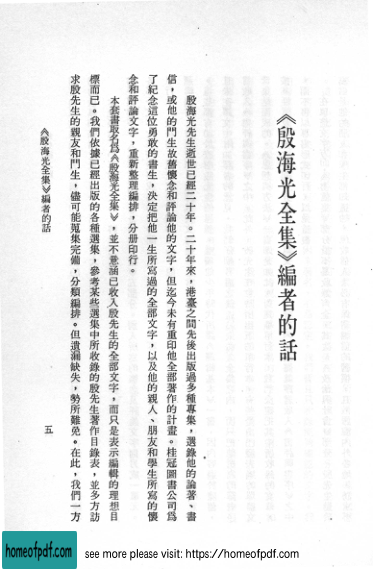 《殷海光全集》編者的話
殷海光先生逝世已經二十年。二十年來，港臺之間先後出版過多種專集，選錄他的論著、書
信，或他的門生故舊懷念和評論他的文字，但迄今未有重印他全部著作的計畫。桂冠圖書公司爲
了紀念這位勇敢的書生，決定把他一生所寫過的全部文字，以及他的親人、朋友和學生所寫的懷
念和評論文字，重新整理編排，分册印行。
本套書取名爲《殷海光全集》，並不意涵已收入殷先生的全部文字，而只是表示編輯的理想目
標而已。我們依據已經出版的各種選集，參考某些選集中所收錄的殷先生著作目錄表，並多方訪
求殷先生的親友和門生，儘可能蒐集完備，分類編排。但遺漏缺失，勢所難免。在此，我們一方
《殷海光全集》編者的話
五
homeofpdf.com
see more please visit: https://homeofpdf.com